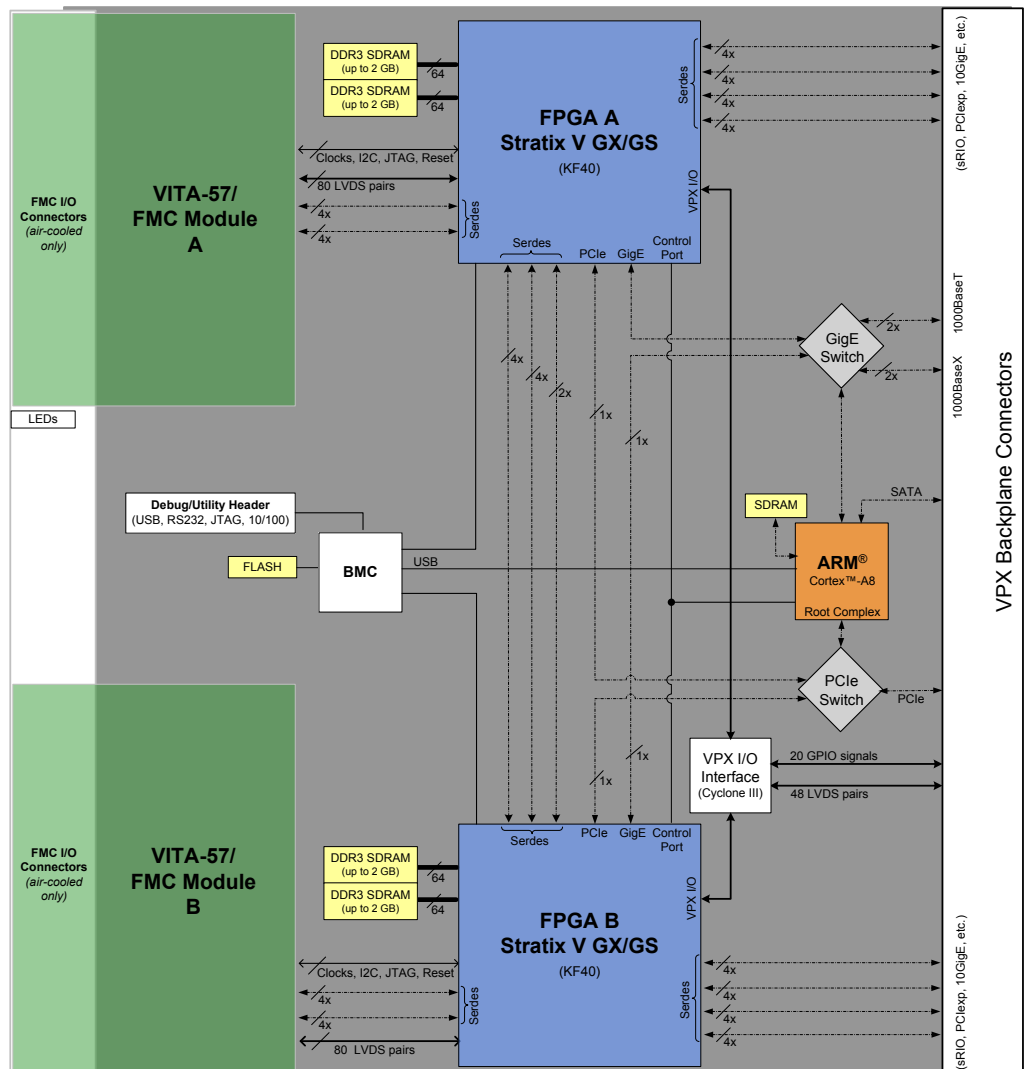 DDR3 SDRAM
(up to 2 GB)
64
DDR3 SDRAM
(up to 2 GB)
64
FPGA A
Stratix V GX/GS
(KF40)
Serdes
4x
4x
4x
4x
(sRIO, PCIexp, 10GigE, etc.)
FMC I/O
Connectors
(air-cooled
only)
VITA-57/
FMC Module
A
Clocks, I2C, JTAG, Reset
80 LVDS pairs
4x
4x
Serdes
VPX I/O
Serdes
PCIe
GigE
Control
Port
4x
4x
2x
1x
1x
GigE
Switch
2x
2x
1000BaseT
1000BaseX
VPX Backplane Connectors
LEDs
Debug/Utility Header
(USB, RS232, JTAG, 10/100)
FLASH
BMC
USB
SDRAM
SATA
ARM®
Cortex™-A8
Root Complex
PCIe
Switch
PCIe
VPX I/O
Interface
(Cyclone III)
20 GPIO signals
48 LVDS pairs
1x
1x
Serdes
PCIe
GigE
Control
Port
FMC I/O
Connectors
(air-cooled
only)
VITA-57/
FMC Module
B
DDR3 SDRAM
(up to 2 GB)
64
DDR3 SDRAM
(up to 2 GB)
64
VPX I/O
FPGA B
Stratix V GX/GS
(KF40)
Clocks, I2C, JTAG, Reset
4x
4x
Serdes
80 LVDS pairs
Serdes
4x
4x
4x
4x
(sRIO, PCIexp, 10GigE, etc.)